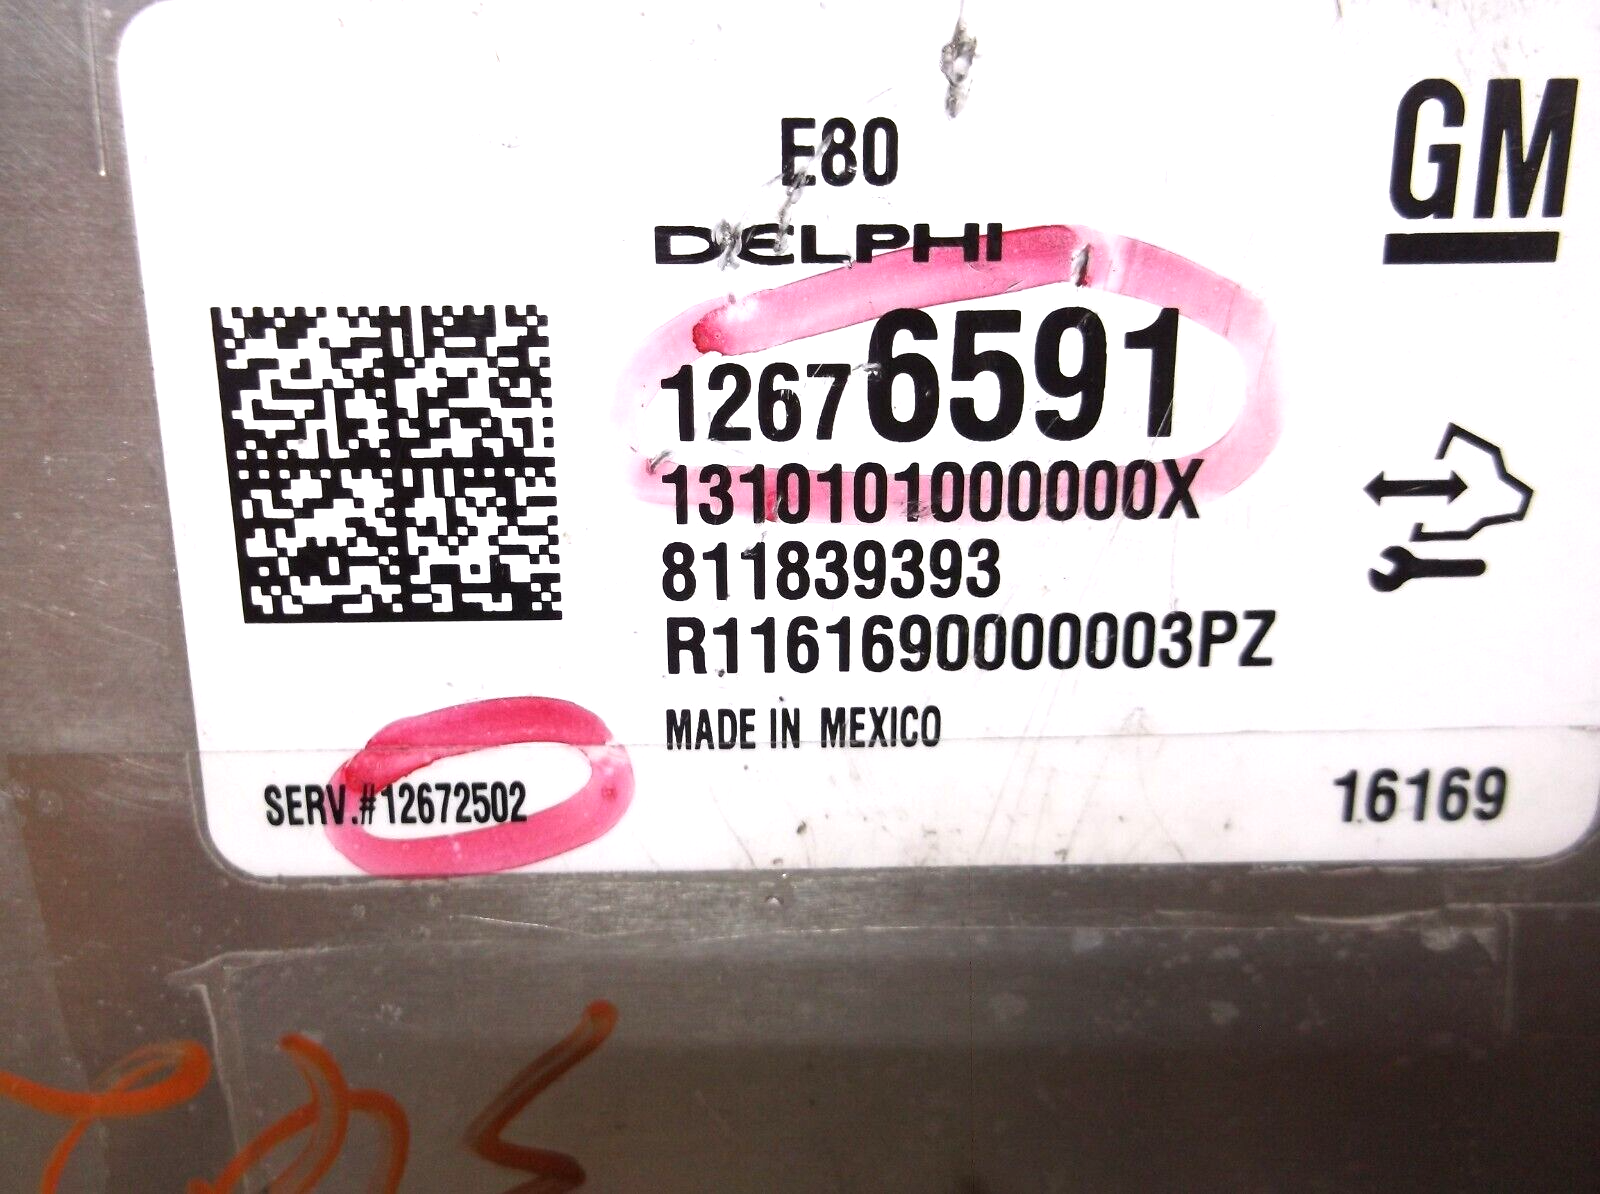 E80
GM
DELPHI
12676591
1310101000000X
811839393
R1161690000003PZ
MADE IN MEXICO
SERV.#12672502
16169